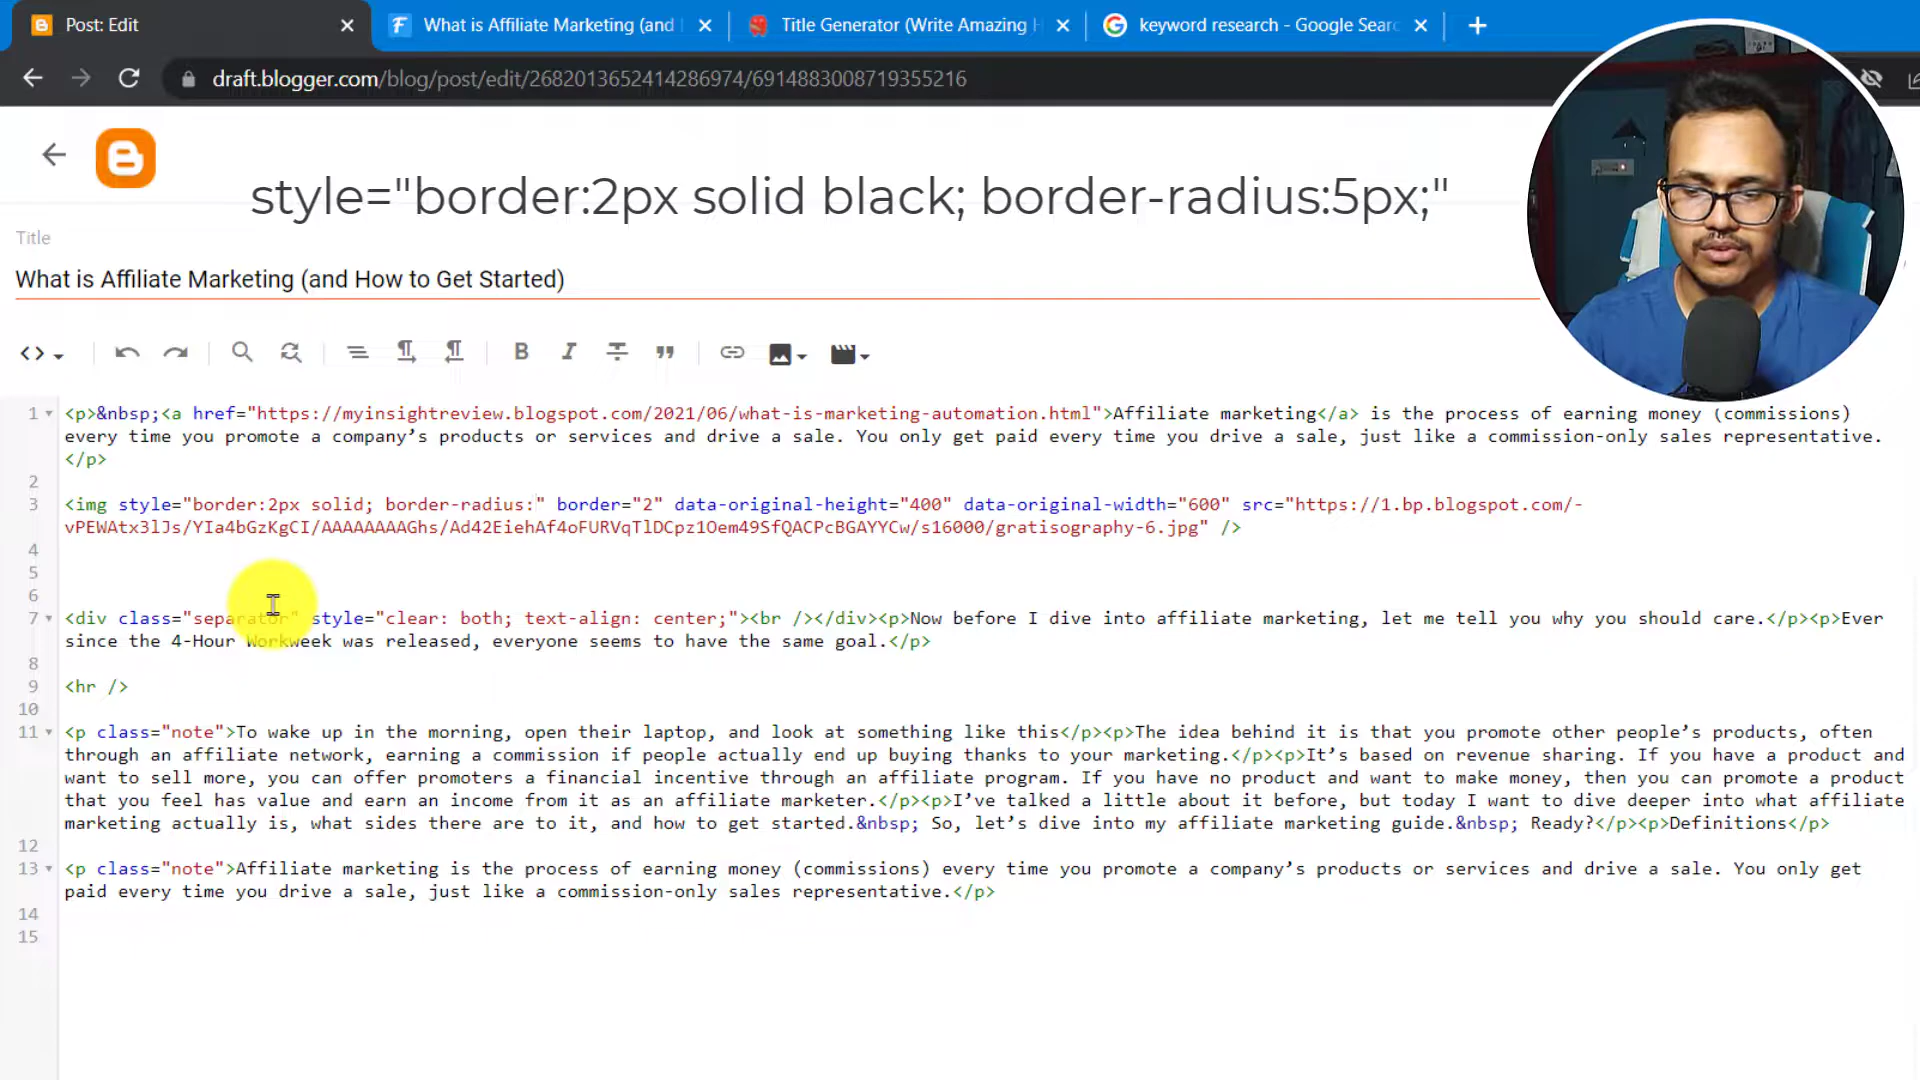 Post: Edit
What is Affiliate Marketing (and
Title Generator (Write Amazing H
keyword research - Google Searc
draft.blogger.com/blog/post/edit/2682013652414286974/6914883008719355216
style="border:2px solid black; border-radius:5px;"
Title
What is Affiliate Marketing (and How to Get Started)
1 <p>&nbsp;<a href="https://myinsightreview.blogspot.com/2021/06/what-is-marketing-automation.html">Affiliate marketing</a> is the process of earning money (commissions)
every time you promote a company’s products or services and drive a sale. You only get paid every time you drive a sale, just like a commission-only sales representative.
</p>
2
3 <img style="border:2px solid; border-radius:" border="2" data-original-height="400" data-original-width="600" src="https://1.bp.blogspot.com/-
vPEWAtx3lJs/YIa4bGzKgCI/AAAAAAAAGhs/Ad42EiehAf4oFURVqTlDCpz1Oem49SfQACPcBGAYYCw/s16000/gratisography-6.jpg" />
4
5
6
7 <div class="separator" style="clear: both; text-align: center;"><br /></div><p>Now before I dive into affiliate marketing, let me tell you why you should care.</p><p>Ever
since the 4-Hour Workweek was released, everyone seems to have the same goal.</p>
8
9 <hr />
10
11 <p class="note">To wake up in the morning, open their laptop, and look at something like this</p><p>The idea behind it is that you promote other people’s products, often
through an affiliate network, earning a commission if people actually end up buying thanks to your marketing.</p><p>It’s based on revenue sharing. If you have a product and
want to sell more, you can offer promoters a financial incentive through an affiliate program. If you have no product and want to make money, then you can promote a product
that you feel has value and earn an income from it as an affiliate marketer.</p><p>I’ve talked a little about it before, but today I want to dive deeper into what affiliate
marketing actually is, what sides there are to it, and how to get started.&nbsp; So, let’s dive into my affiliate marketing guide.&nbsp; Ready?</p><p>Definitions</p>
12
13 <p class="note">Affiliate marketing is the process of earning money (commissions) every time you promote a company’s products or services and drive a sale. You only get
paid every time you drive a sale, just like a commission-only sales representative.</p>
14
15